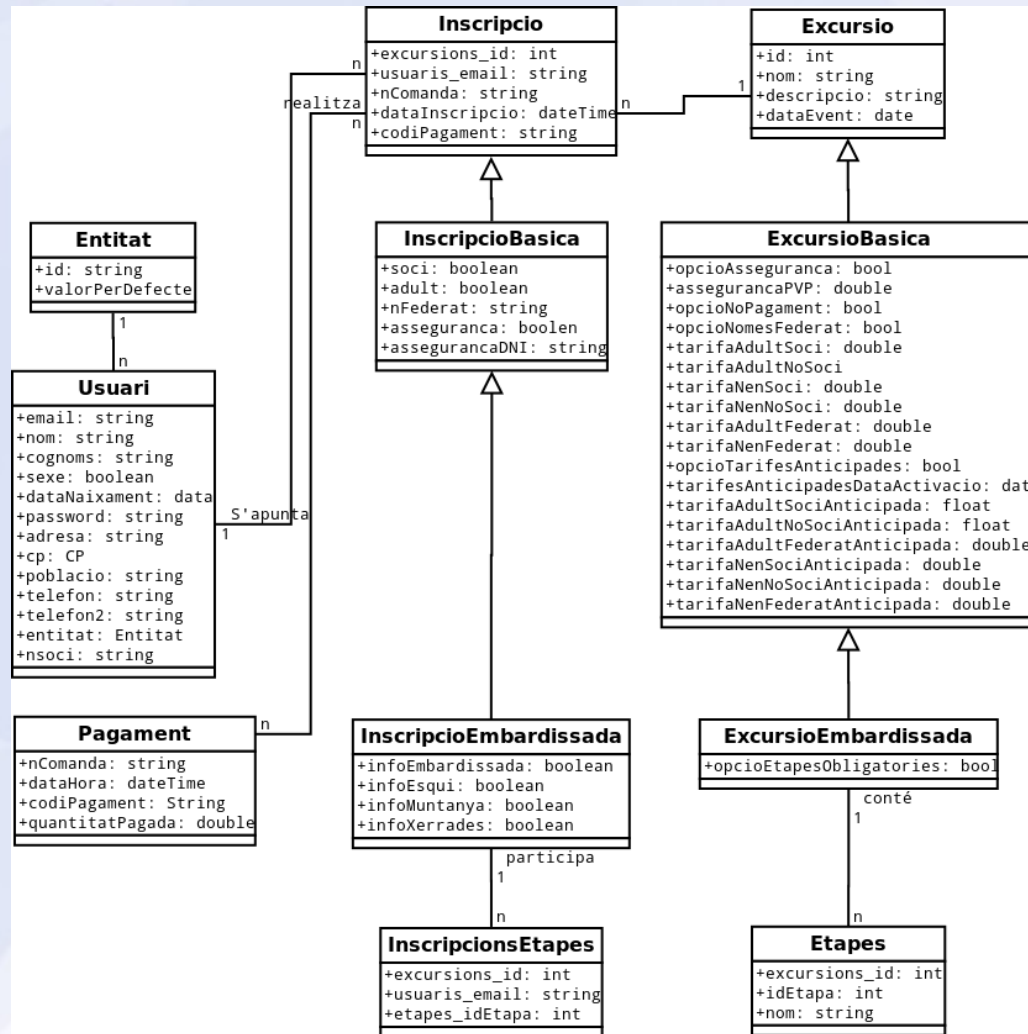 Inscripcio
+excursions_id: int
+usuaris_email: string
+nComanda: string
+dataInscripcio: dateTime
+codiPagament: string
Excursio
+id: int
+nom: string
+descripcio: string
+dataEvent: date
n
realitza
n
n
1
Entitat
+id: string
+valorPerDefecte
1
n
InscripcioBasica
+soci: boolean
+adult: boolean
+nFederat: string
+asseguranca: boolen
+assegurancaDNI: string
ExcursioBasica
+opcioAsseguranca: bool
+assegurancaPVP: double
+opcioNoPagament: bool
+opcioNomesFederat: bool
+tarifaAdultSoci: double
+tarifaAdultNoSoci
+tarifaNenSoci: double
+tarifaNenNoSoci: double
+tarifaAdultFederat: double
+tarifaNenFederat: double
+opcioTarifesAnticipades: bool
+tarifesAnticipadesDataActivacio: dat
+tarifaAdultSociAnticipada: float
+tarifaAdultNoSociAnticipada: float
+tarifaAdultFederatAnticipada: double
+tarifaNenSociAnticipada: double
+tarifaNenNoSociAnticipada: double
+tarifaNenFederatAnticipada: double
Usuari
+email: string
+nom: string
+cognoms: string
+sexe: boolean
+dataNaixament: data
+password: string
+adresa: string
+cp: CP
+poblacio: string
+telefon: string
+telefon2: string
+entitat: Entitat
+nsoci: string
S'apunta
1
Pagament
+nComanda: string
+dataHora: dateTime
+codiPagament: String
+quantitatPagada: double
n
InscripcioEmbardissada
+infoEmbardissada: boolean
+infoEsqui: boolean
+infoMuntanya: boolean
+infoXerrades: boolean
participa
1
n
ExcursioEmbardissada
+opcioEtapesObligatories: bool
conté
1
n
InscripcionsEtapes
+excursions_id: int
+usuaris_email: string
+etapes_idEtapa: int
Etapes
+excursions_id: int
+idEtapa: int
+nom: string